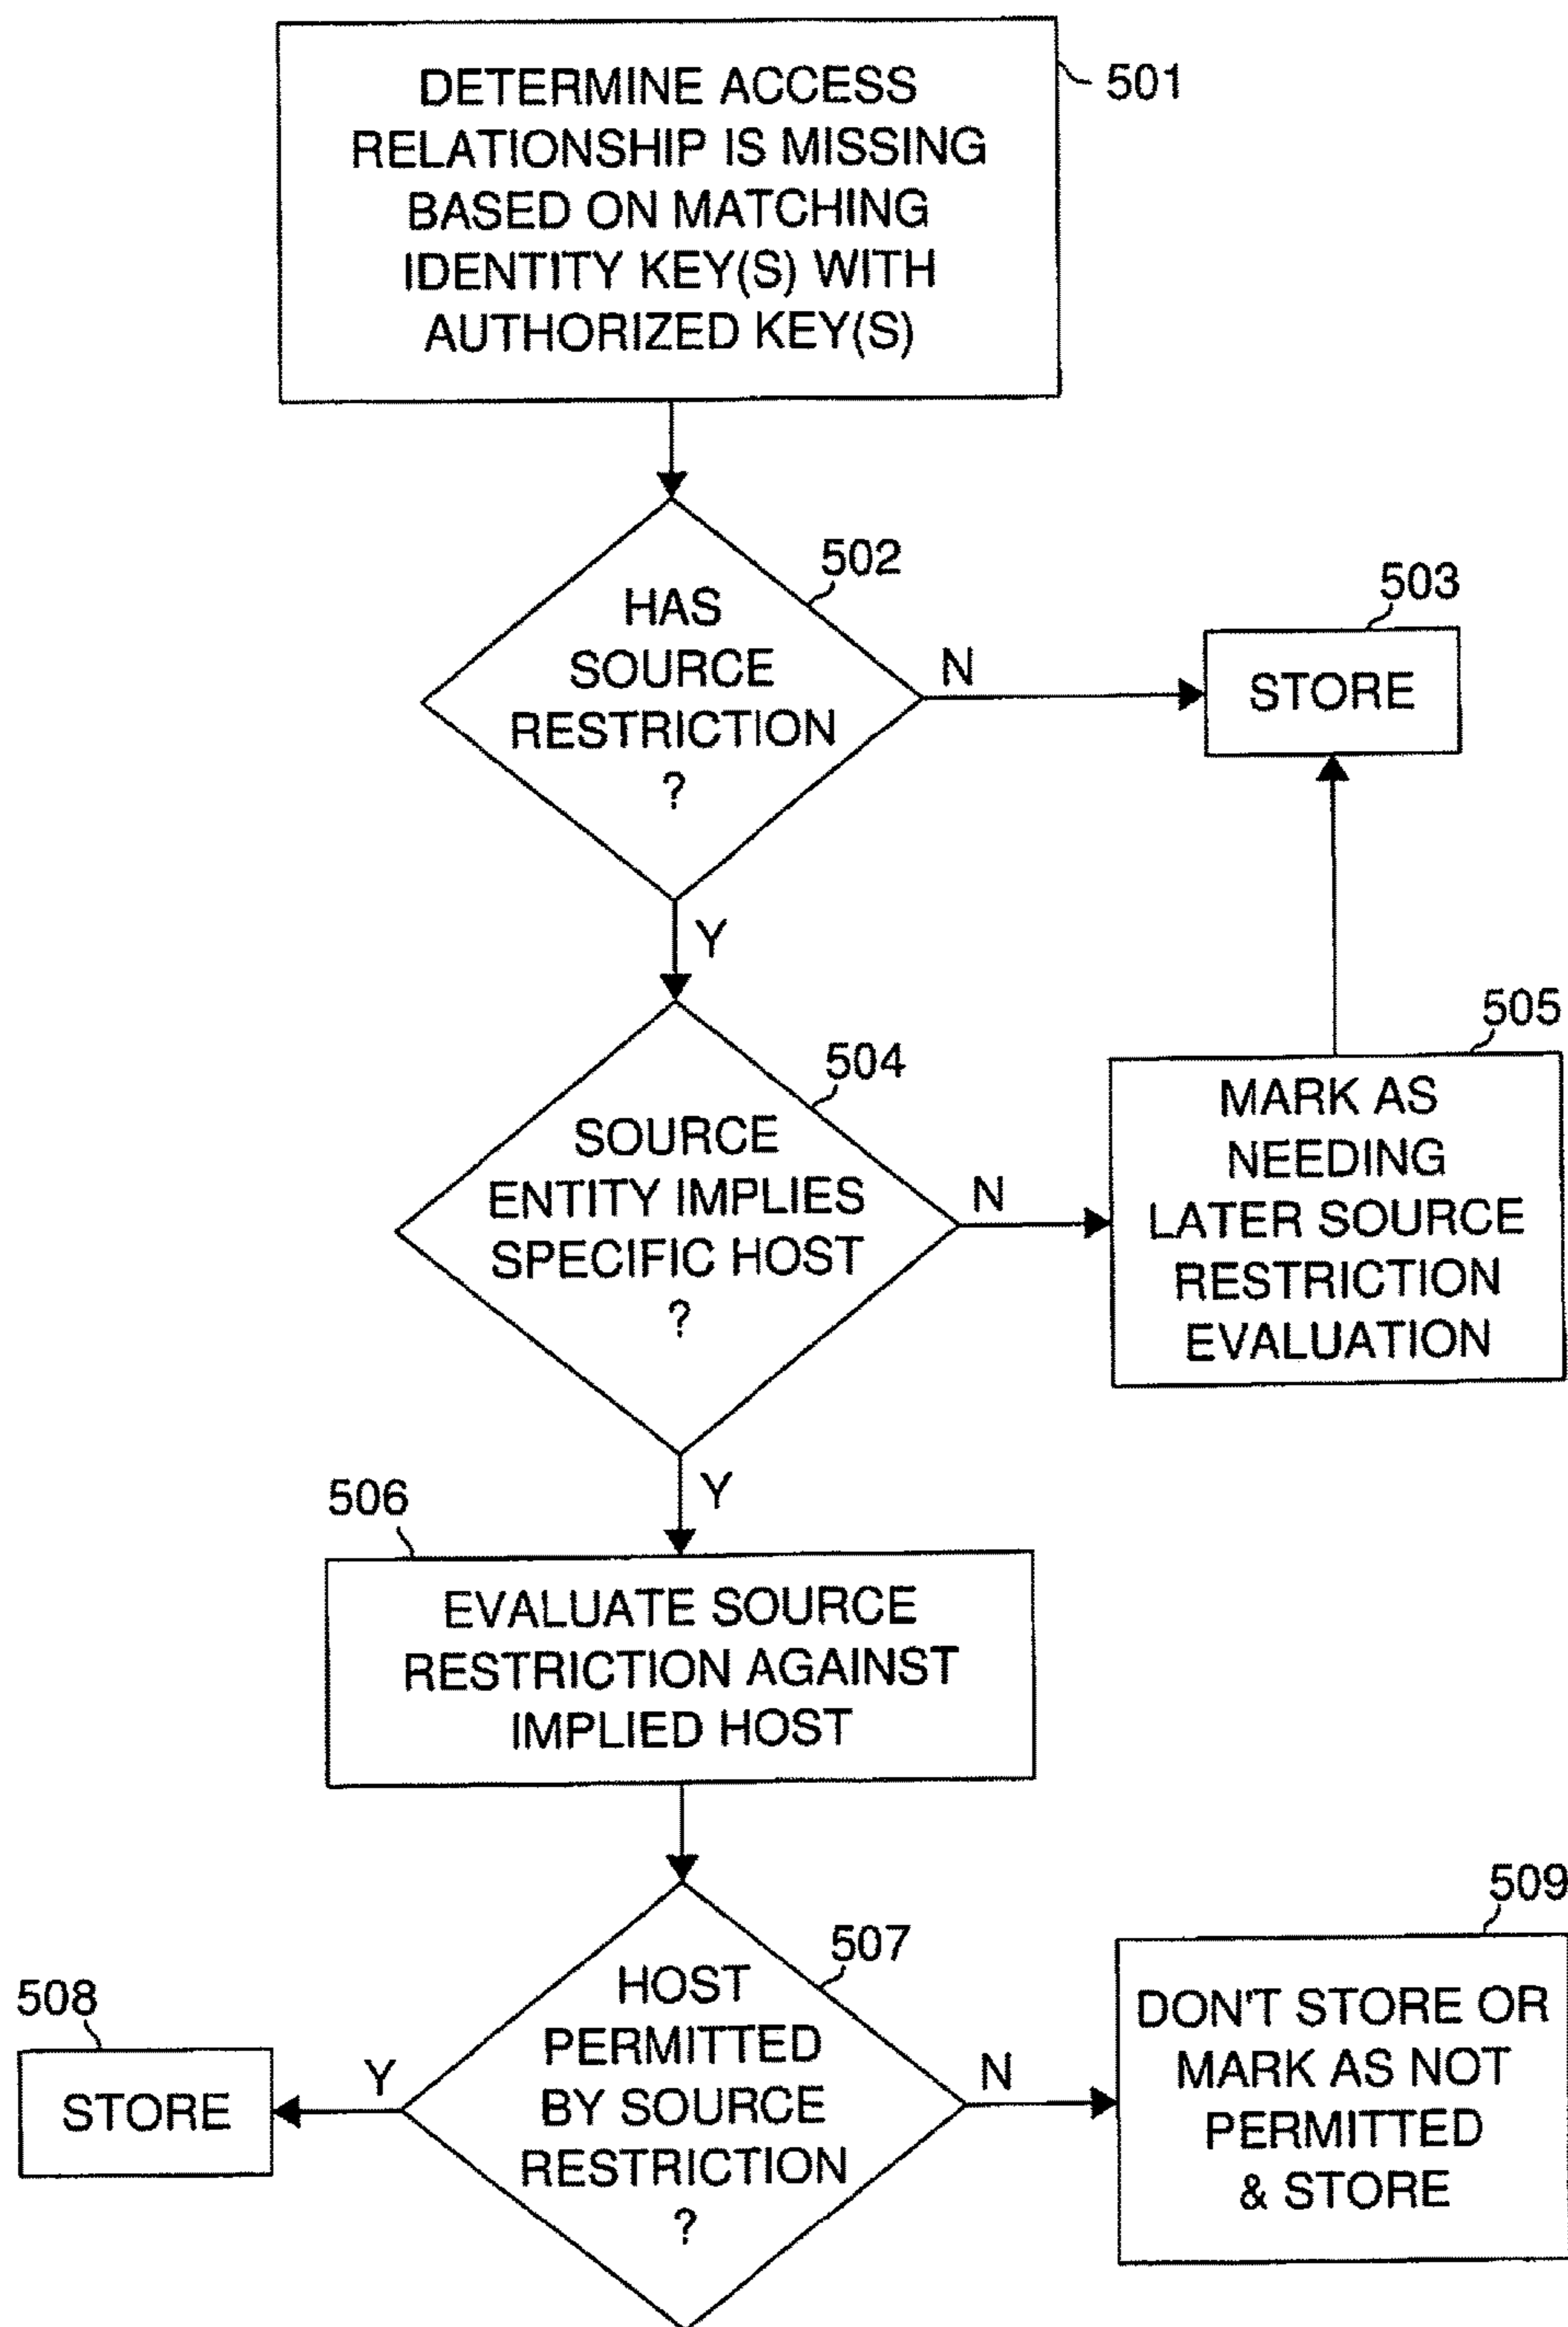 DETERMINE ACCESS
RELATIONSHIP IS MISSING
BASED ON MATCHING
IDENTITY KEY(S) WITH
AUTHORIZED KEY(S)
501
502
HAS
SOURCE
RESTRICTION
?
N
503
STORE
Y
504
SOURCE
ENTITY IMPLIES
SPECIFIC HOST
?
N
505
MARK AS
NEEDING
LATER SOURCE
RESTRICTION
EVALUATION
Y
506
EVALUATE SOURCE
RESTRICTION AGAINST
IMPLIED HOST
507
HOST
PERMITTED
BY SOURCE
RESTRICTION
?
Y
508
STORE
N
509
DON'T STORE OR
MARK AS NOT
PERMITTED
& STORE